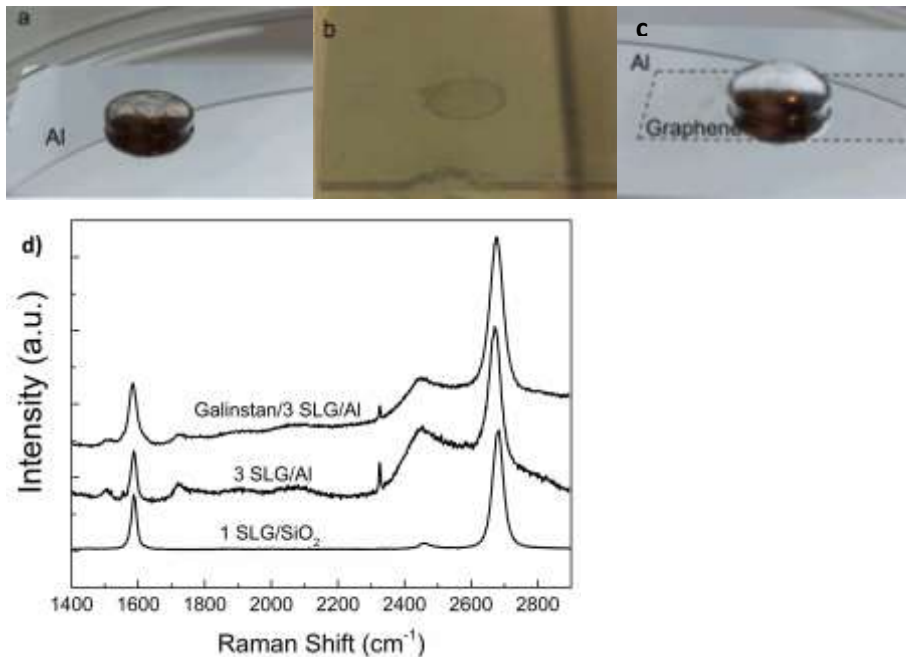 a
Al
b
c
Al
Graphene
d)
Intensity (a.u.)
Galinstan/3 SLG/Al
3 SLG/Al
1 SLG/SiO₂
1400 1600 1800 2000 2200 2400 2600 2800
Raman Shift (cm⁻¹)